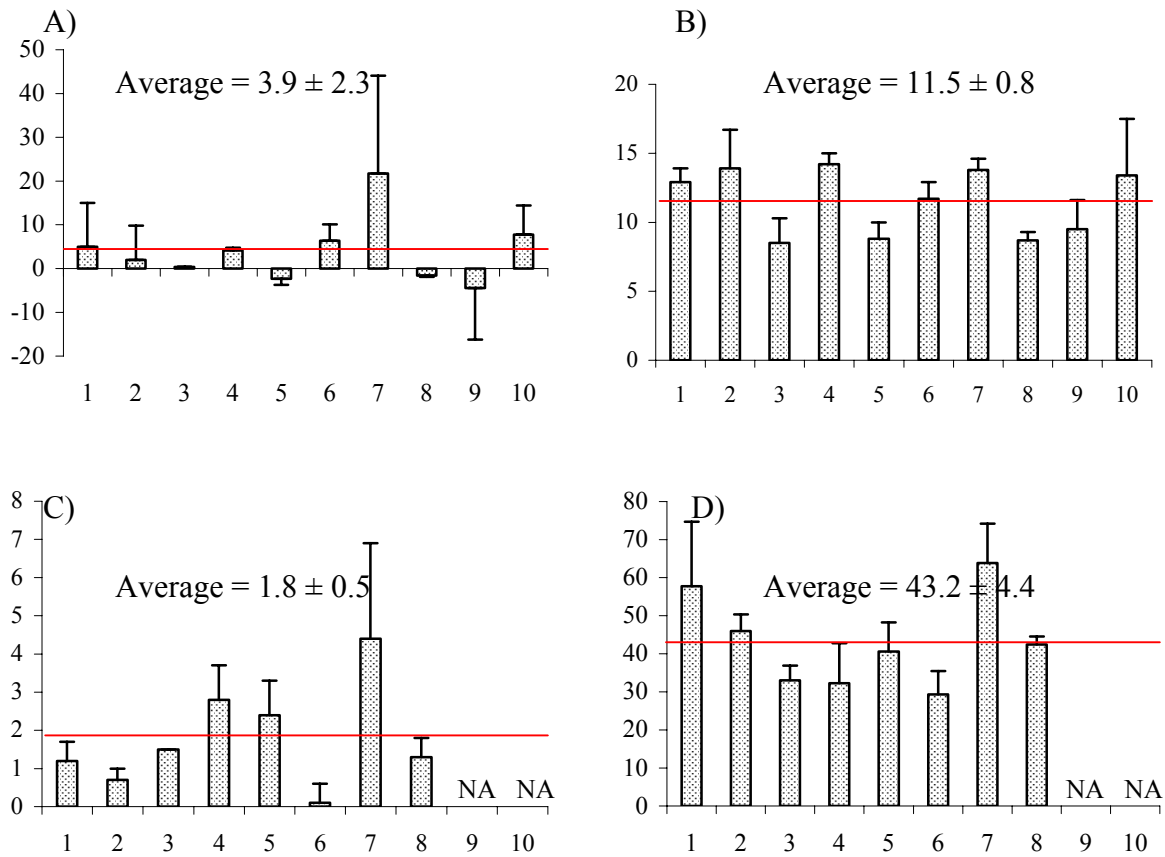 A)
Average = 3.9 ± 2.3
50
40
30
20
10
0
-10
-20
1 2 3 4 5 6 7 8 9 10
B)
Average = 11.5 ± 0.8
20
15
10
5
0
1 2 3 4 5 6 7 8 9 10
C)
Average = 1.8 ± 0.5
8
7
6
5
4
3
2
1
0
NA NA
1 2 3 4 5 6 7 8 9 10
D)
Average = 43.2 ± 4.4
80
70
60
50
40
30
20
10
0
NA NA
1 2 3 4 5 6 7 8 9 10